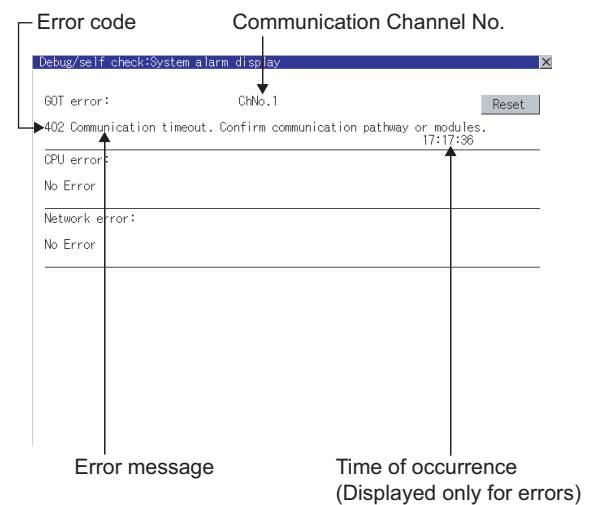 Error code
Communication Channel No.
Debug/self check:System alarm display
GOT error:
ChNo.1
Reset
402 Communication timeout. Confirm communication pathway or modules.
17:17:36
CPU error:
No Error
Network error:
No Error
Error message
Time of occurrence
(Displayed only for errors)